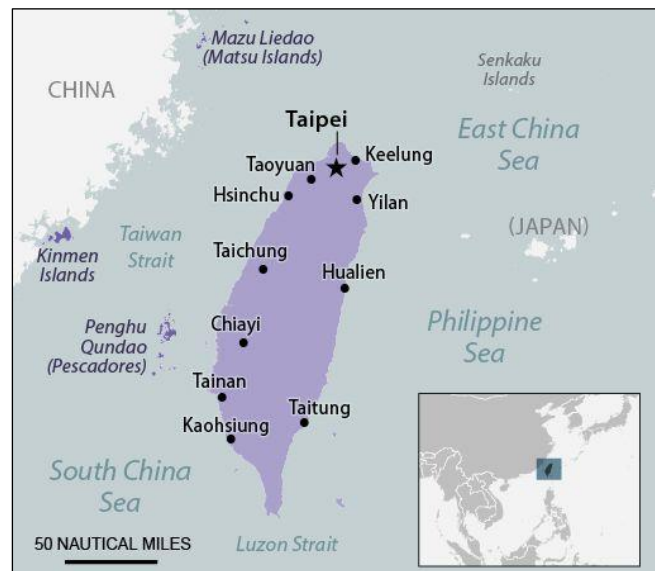 Mazu Liedao
(Matsu Islands)
CHINA
Senkaku
Islands
Taipei
East China
Sea
Keelung
Taoyuan
Hsinchu
Yilan
Taiwan
Strait
(JAPAN)
Kinmen
Islands
Taichung
Hualien
Penghu
Qundao
(Pescadores)
Chiayi
Philippine
Sea
Tainan
Taitung
Kaohsiung
South China
Sea
50 NAUTICAL MILES
Luzon Strait